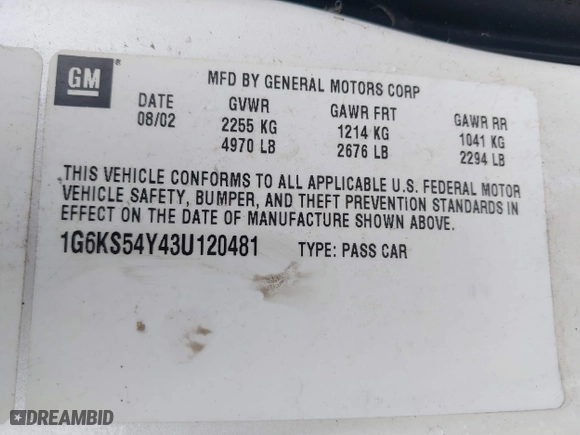 GM
MFD BY GENERAL MOTORS CORP
DATE GVWR GAWR FRT GAWR RR
08/02 2255 KG 1214 KG 1041 KG
4970 LB 2676 LB 2294 LB
THIS VEHICLE CONFORMS TO ALL APPLICABLE U.S. FEDERAL MOTOR
VEHICLE SAFETY, BUMPER, AND THEFT PREVENTION STANDARDS IN
EFFECT ON THE DATE OF MANUFACTURE SHOWN ABOVE.
1G6KS54Y43U120481 TYPE: PASS CAR
DREAMBID